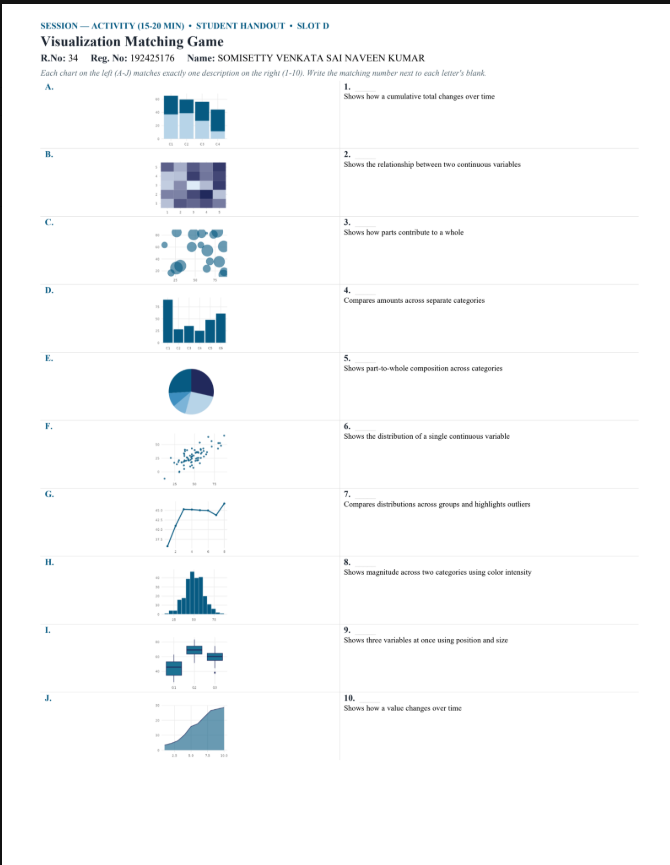 SESSION — ACTIVITY (15-20 MIN) • STUDENT HANDOUT • SLOT D
Visualization Matching Game
R.No: 34 Reg. No: 192425176 Name: SOMISETTY VENKATA SAI NAVEEN KUMAR
Each chart on the left (A-J) matches exactly one description on the right (1-10). Write the matching number next to each letter's blank.
A.
1.
Shows how a cumulative total changes over time
B.
2.
Shows the relationship between two continuous variables
C.
3.
Shows how parts contribute to a whole
D.
4.
Compares amounts across separate categories
E.
5.
Shows part-to-whole composition across categories
F.
6.
Shows the distribution of a single continuous variable
G.
7.
Compares distributions across groups and highlights outliers
H.
8.
Shows magnitude across two categories using color intensity
I.
9.
Shows three variables at once using position and size
J.
10.
Shows how a value changes over time